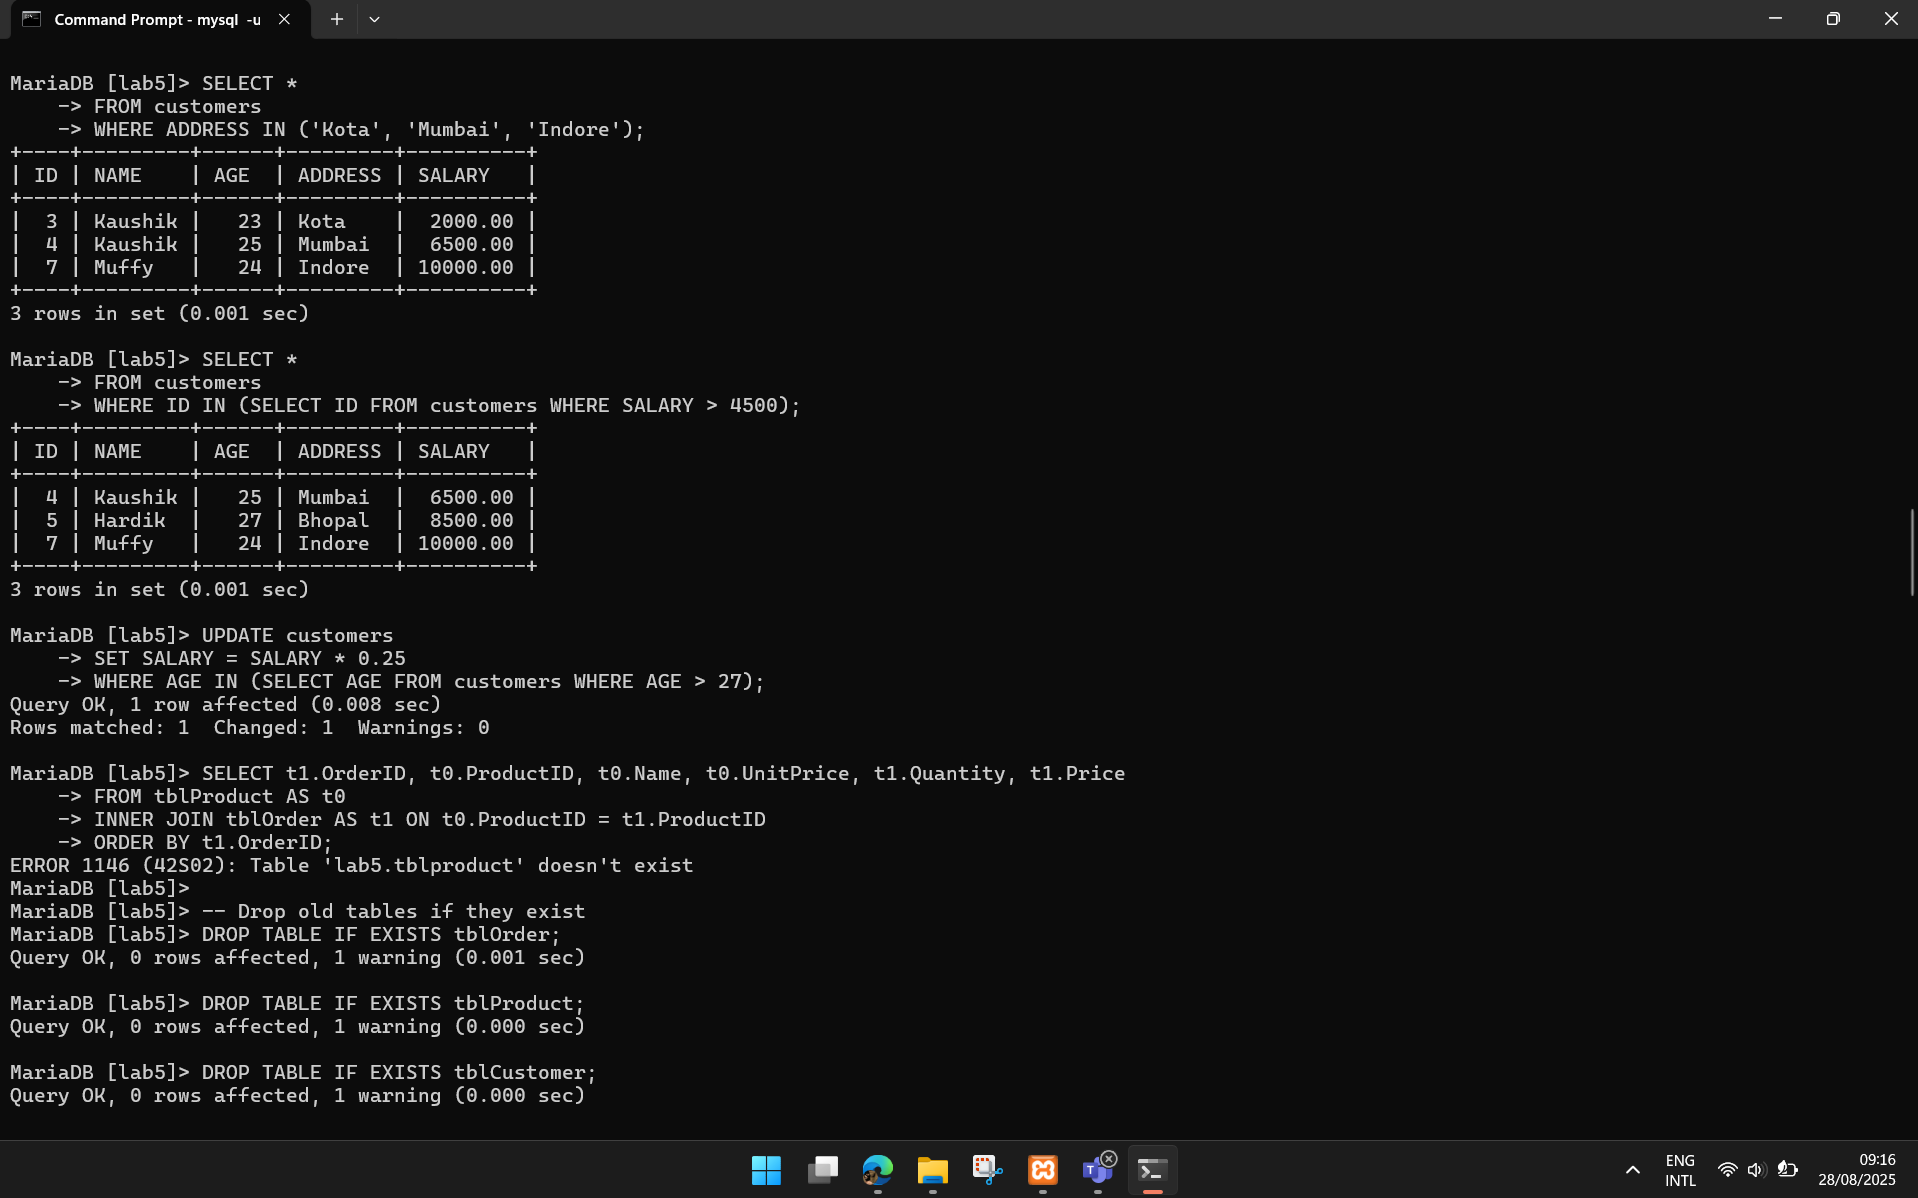 Command Prompt - mysql  -u
MariaDB [lab5]> SELECT *
    -> FROM customers
    -> WHERE ADDRESS IN ('Kota', 'Mumbai', 'Indore');
+----+---------+------+---------+----------+
| ID | NAME    | AGE  | ADDRESS | SALARY   |
+----+---------+------+---------+----------+
|  3 | Kaushik |   23 | Kota    |  2000.00 |
|  4 | Kaushik |   25 | Mumbai  |  6500.00 |
|  7 | Muffy   |   24 | Indore  | 10000.00 |
+----+---------+------+---------+----------+
3 rows in set (0.001 sec)
MariaDB [lab5]> SELECT *
    -> FROM customers
    -> WHERE ID IN (SELECT ID FROM customers WHERE SALARY > 4500);
+----+---------+------+---------+----------+
| ID | NAME    | AGE  | ADDRESS | SALARY   |
+----+---------+------+---------+----------+
|  4 | Kaushik |   25 | Mumbai  |  6500.00 |
|  5 | Hardik  |   27 | Bhopal  |  8500.00 |
|  7 | Muffy   |   24 | Indore  | 10000.00 |
+----+---------+------+---------+----------+
3 rows in set (0.001 sec)
MariaDB [lab5]> UPDATE customers
    -> SET SALARY = SALARY * 0.25
    -> WHERE AGE IN (SELECT AGE FROM customers WHERE AGE > 27);
Query OK, 1 row affected (0.008 sec)
Rows matched: 1  Changed: 1  Warnings: 0
MariaDB [lab5]> SELECT t1.OrderID, t0.ProductID, t0.Name, t0.UnitPrice, t1.Quantity, t1.Price
    -> FROM tblProduct AS t0
    -> INNER JOIN tblOrder AS t1 ON t0.ProductID = t1.ProductID
    -> ORDER BY t1.OrderID;
ERROR 1146 (42S02): Table 'lab5.tblproduct' doesn't exist
MariaDB [lab5]>
MariaDB [lab5]> -- Drop old tables if they exist
MariaDB [lab5]> DROP TABLE IF EXISTS tblOrder;
Query OK, 0 rows affected, 1 warning (0.001 sec)
MariaDB [lab5]> DROP TABLE IF EXISTS tblProduct;
Query OK, 0 rows affected, 1 warning (0.000 sec)
MariaDB [lab5]> DROP TABLE IF EXISTS tblCustomer;
Query OK, 0 rows affected, 1 warning (0.000 sec)
ENG
INTL
09:16
28/08/2025